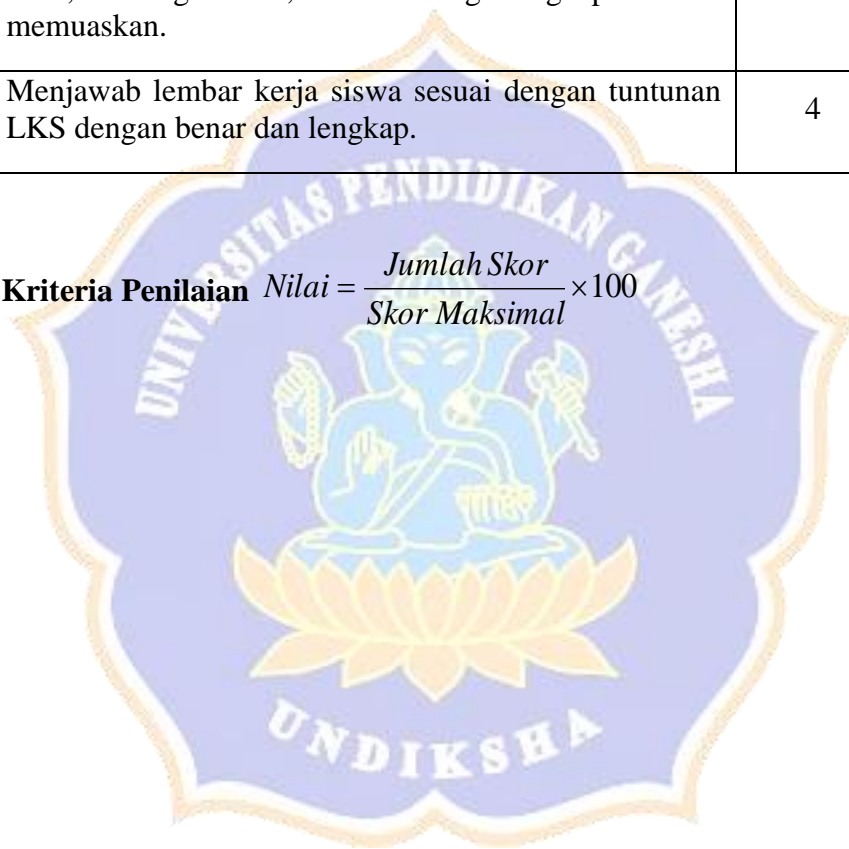 memuaskan.
Menjawab lembar kerja siswa sesuai dengan tuntunan
LKS dengan benar dan lengkap.
4
UNIVERSITAS PENDIDIKAN GANESHA
Kriteria Penilaian Nilai = Jumlah Skor / Skor Maksimal ×100
UNDIKSHA